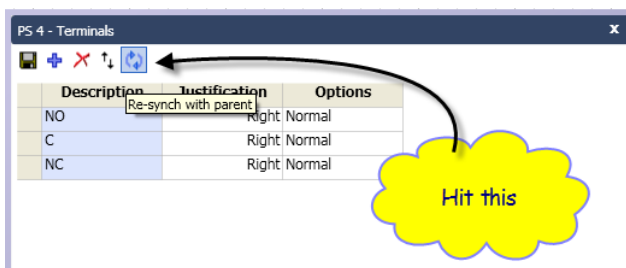 PS 4 - Terminals x
Description Justification Options
Re-synch with parent
NO Right Normal
C Right Normal
NC Right Normal
Hit this